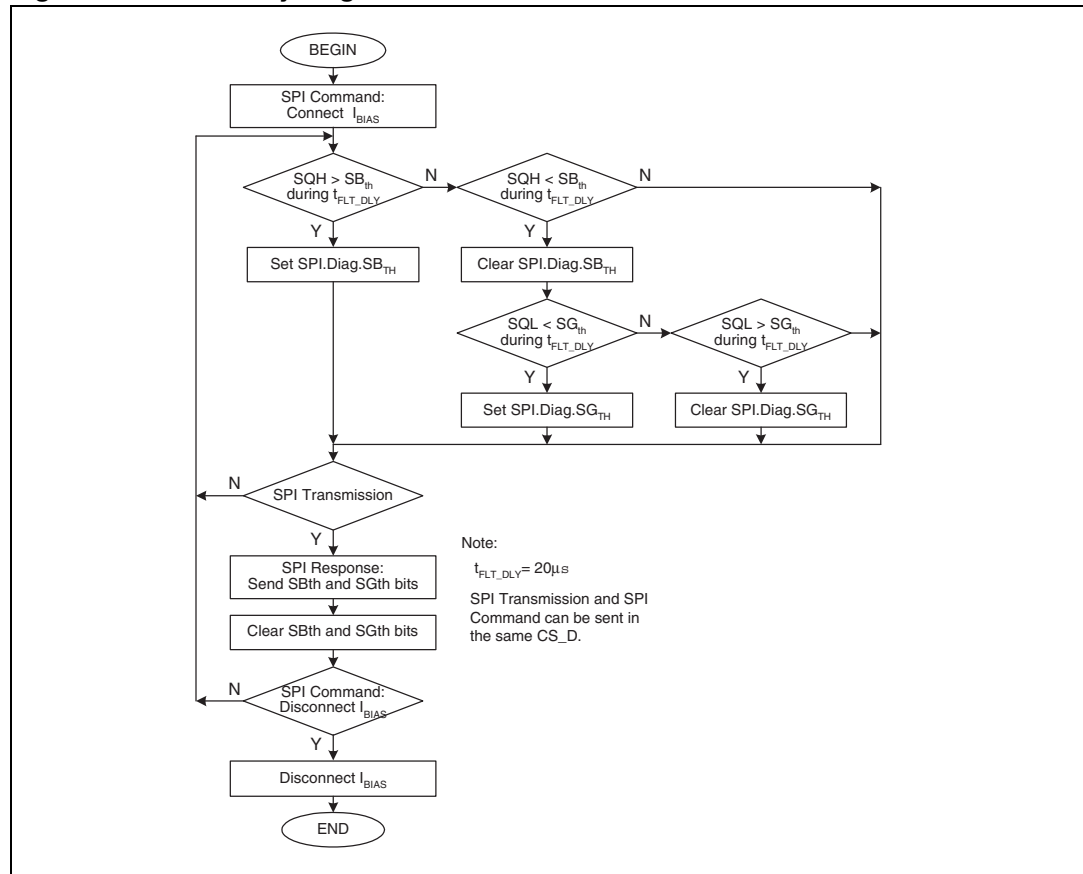 BEGIN
SPI Command:
Connect I_BIAS
SQH > SB_th
during t_FLT_DLY
N
SQH < SB_th
during t_FLT_DLY
N
Y
Y
Set SPI.Diag.SB_TH
Clear SPI.Diag.SB_TH
SQL < SG_th
during t_FLT_DLY
N
SQL > SG_th
during t_FLT_DLY
Y
Y
Set SPI.Diag.SG_TH
Clear SPI.Diag.SG_TH
N
SPI Transmission
Y
SPI Response:
Send SBth and SGth bits
Clear SBth and SGth bits
Note:
t_FLT_DLY = 20μs
SPI Transmission and SPI
Command can be sent in
the same CS_D.
N
SPI Command:
Disconnect I_BIAS
Y
Disconnect I_BIAS
END